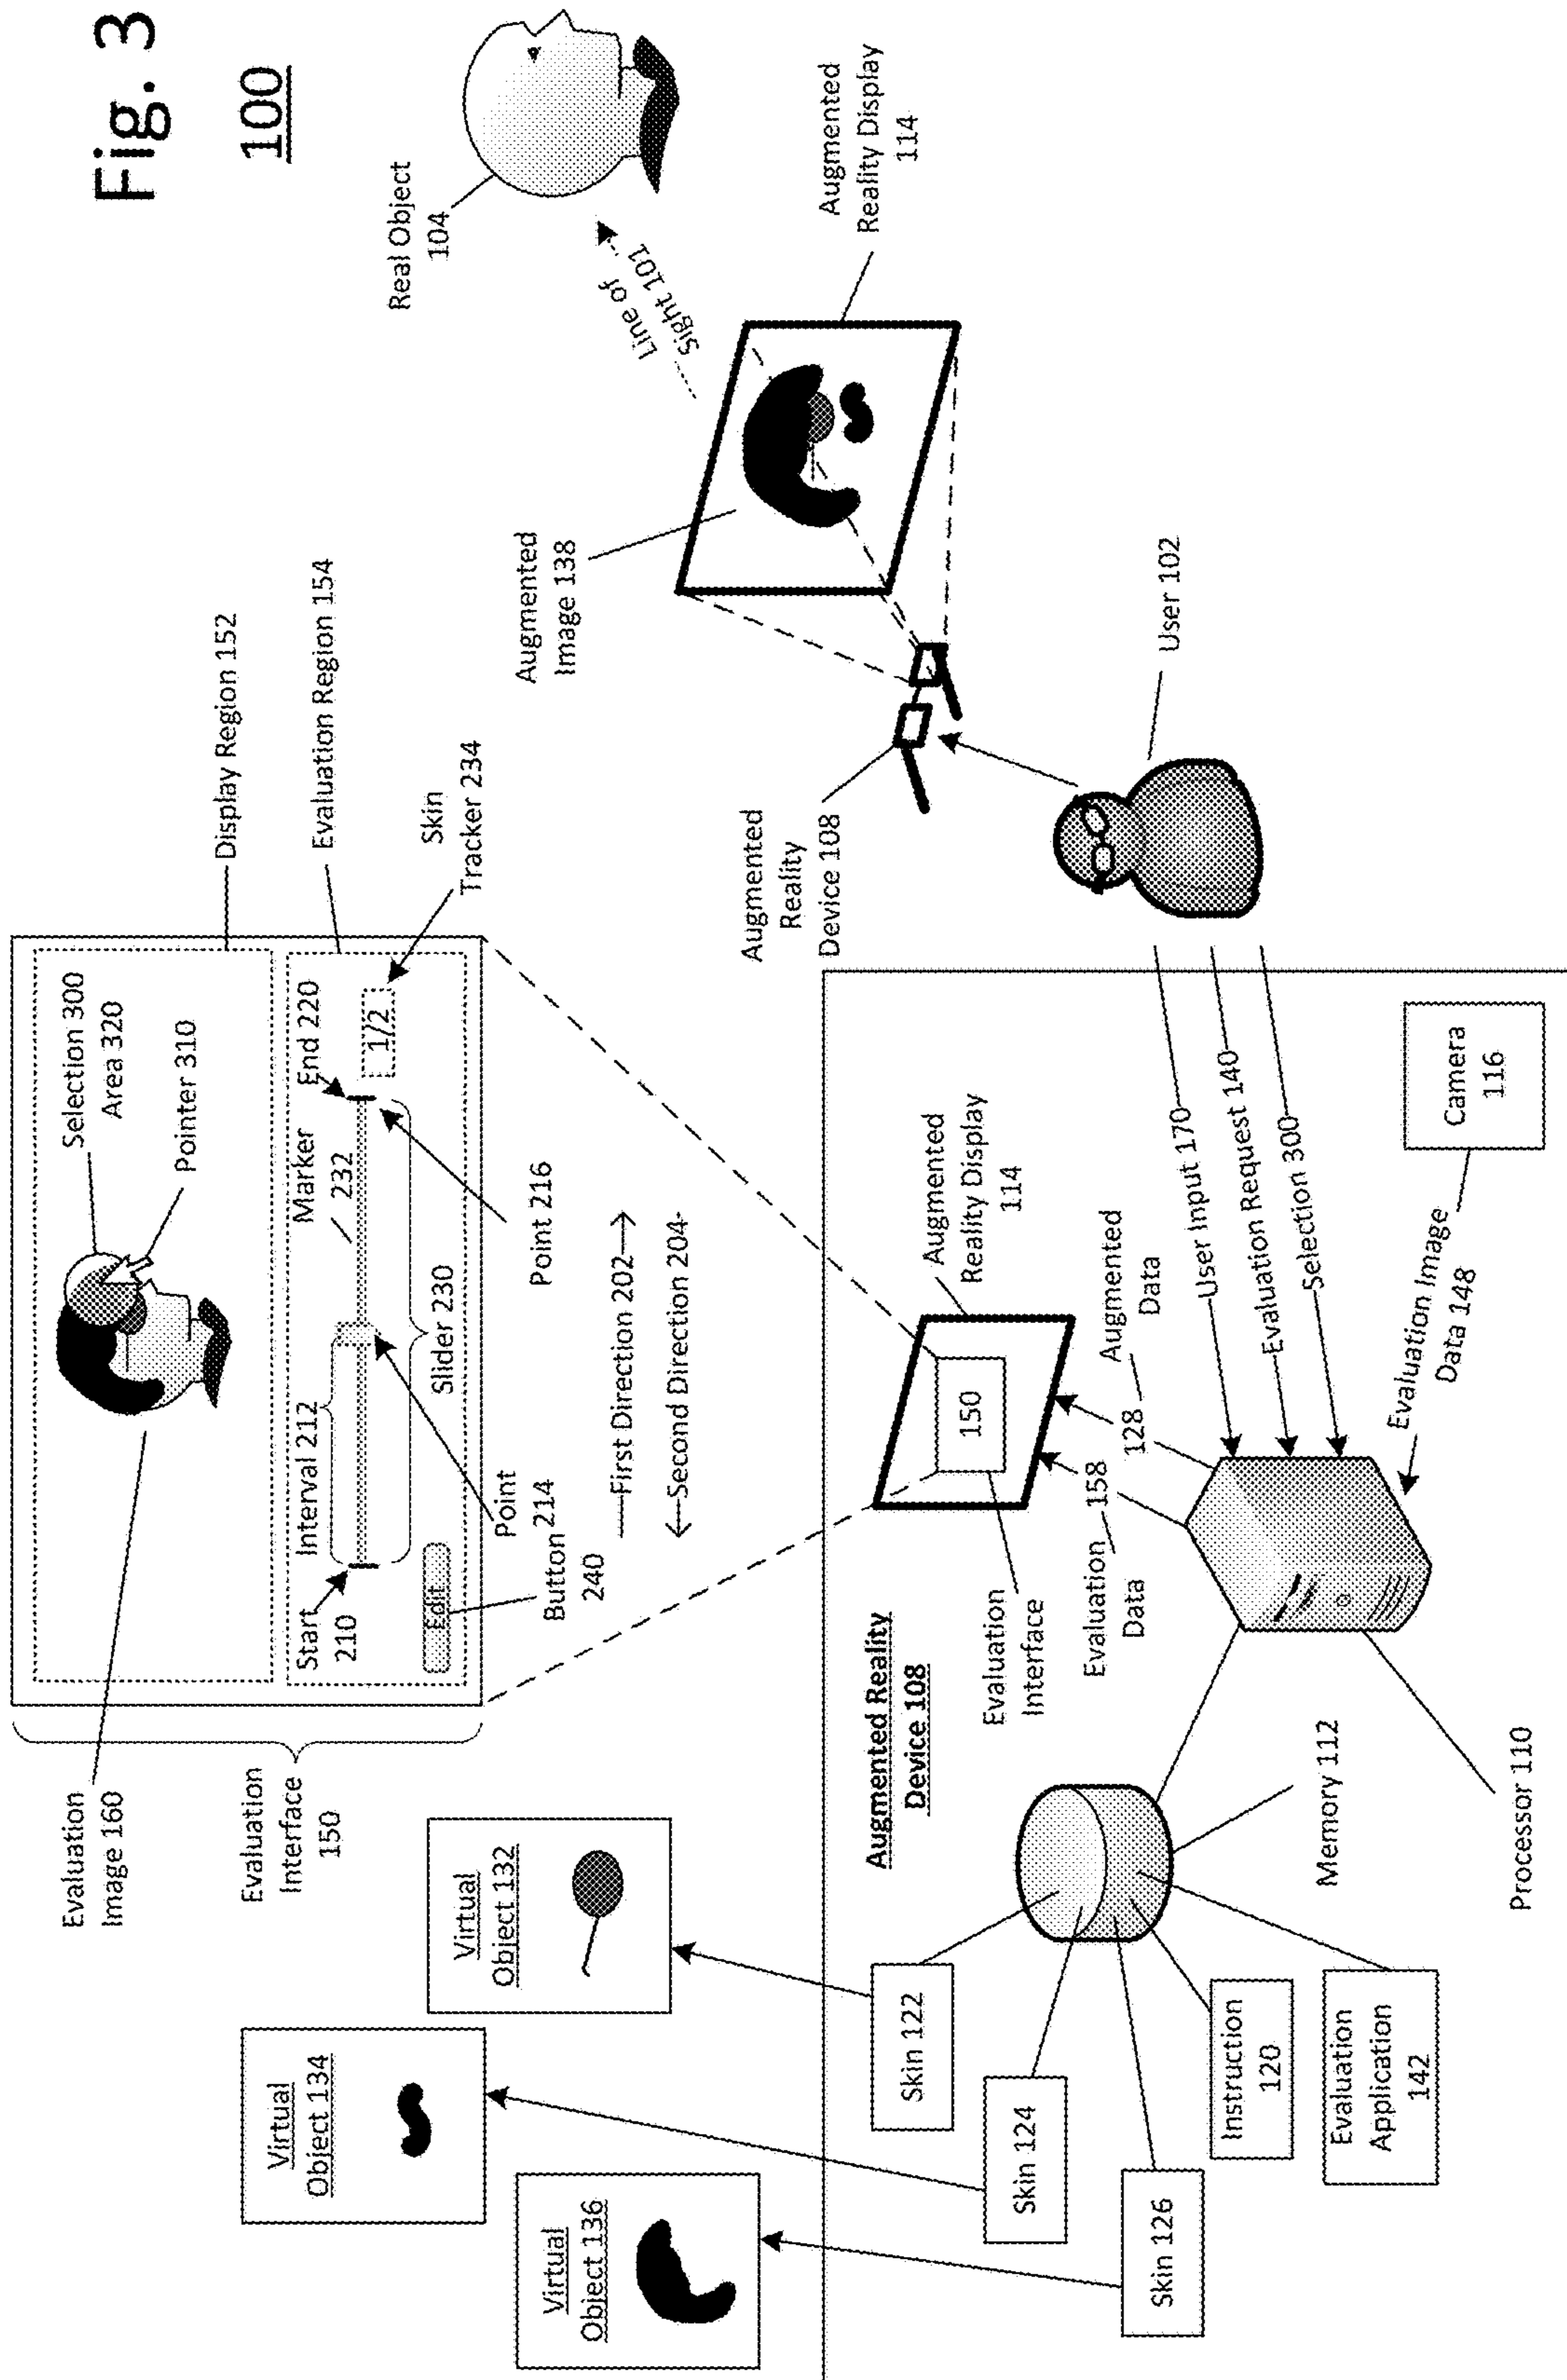 Fig. 3
100
Evaluation
Image 160
Evaluation
Interface
150
Selection 300
Area 320
Pointer 310
Start
210
Interval 212
Marker
232
End 220
1/2
Edit
Slider 230
Point
214
Button
240
Point 216
First Direction 202
Second Direction 204
Display Region 152
Evaluation Region 154
Skin
Tracker 234
Real Object
104
Line of
Sight 101
Augmented
Image 138
Augmented
Reality Display
114
Augmented
Reality
Device 108
User 102
Virtual
Object 132
Virtual
Object 134
Virtual
Object 136
Augmented Reality
Device 108
Skin 122
Skin 124
Skin 126
Instruction
120
Evaluation
Application
142
Memory 112
Processor 110
Evaluation
Interface
150
Augmented
Reality Display
114
Evaluation
Data
158
128
Augmented
Data
User Input 170
Evaluation Request 140
Selection 300
Evaluation Image
Data 148
Camera
116